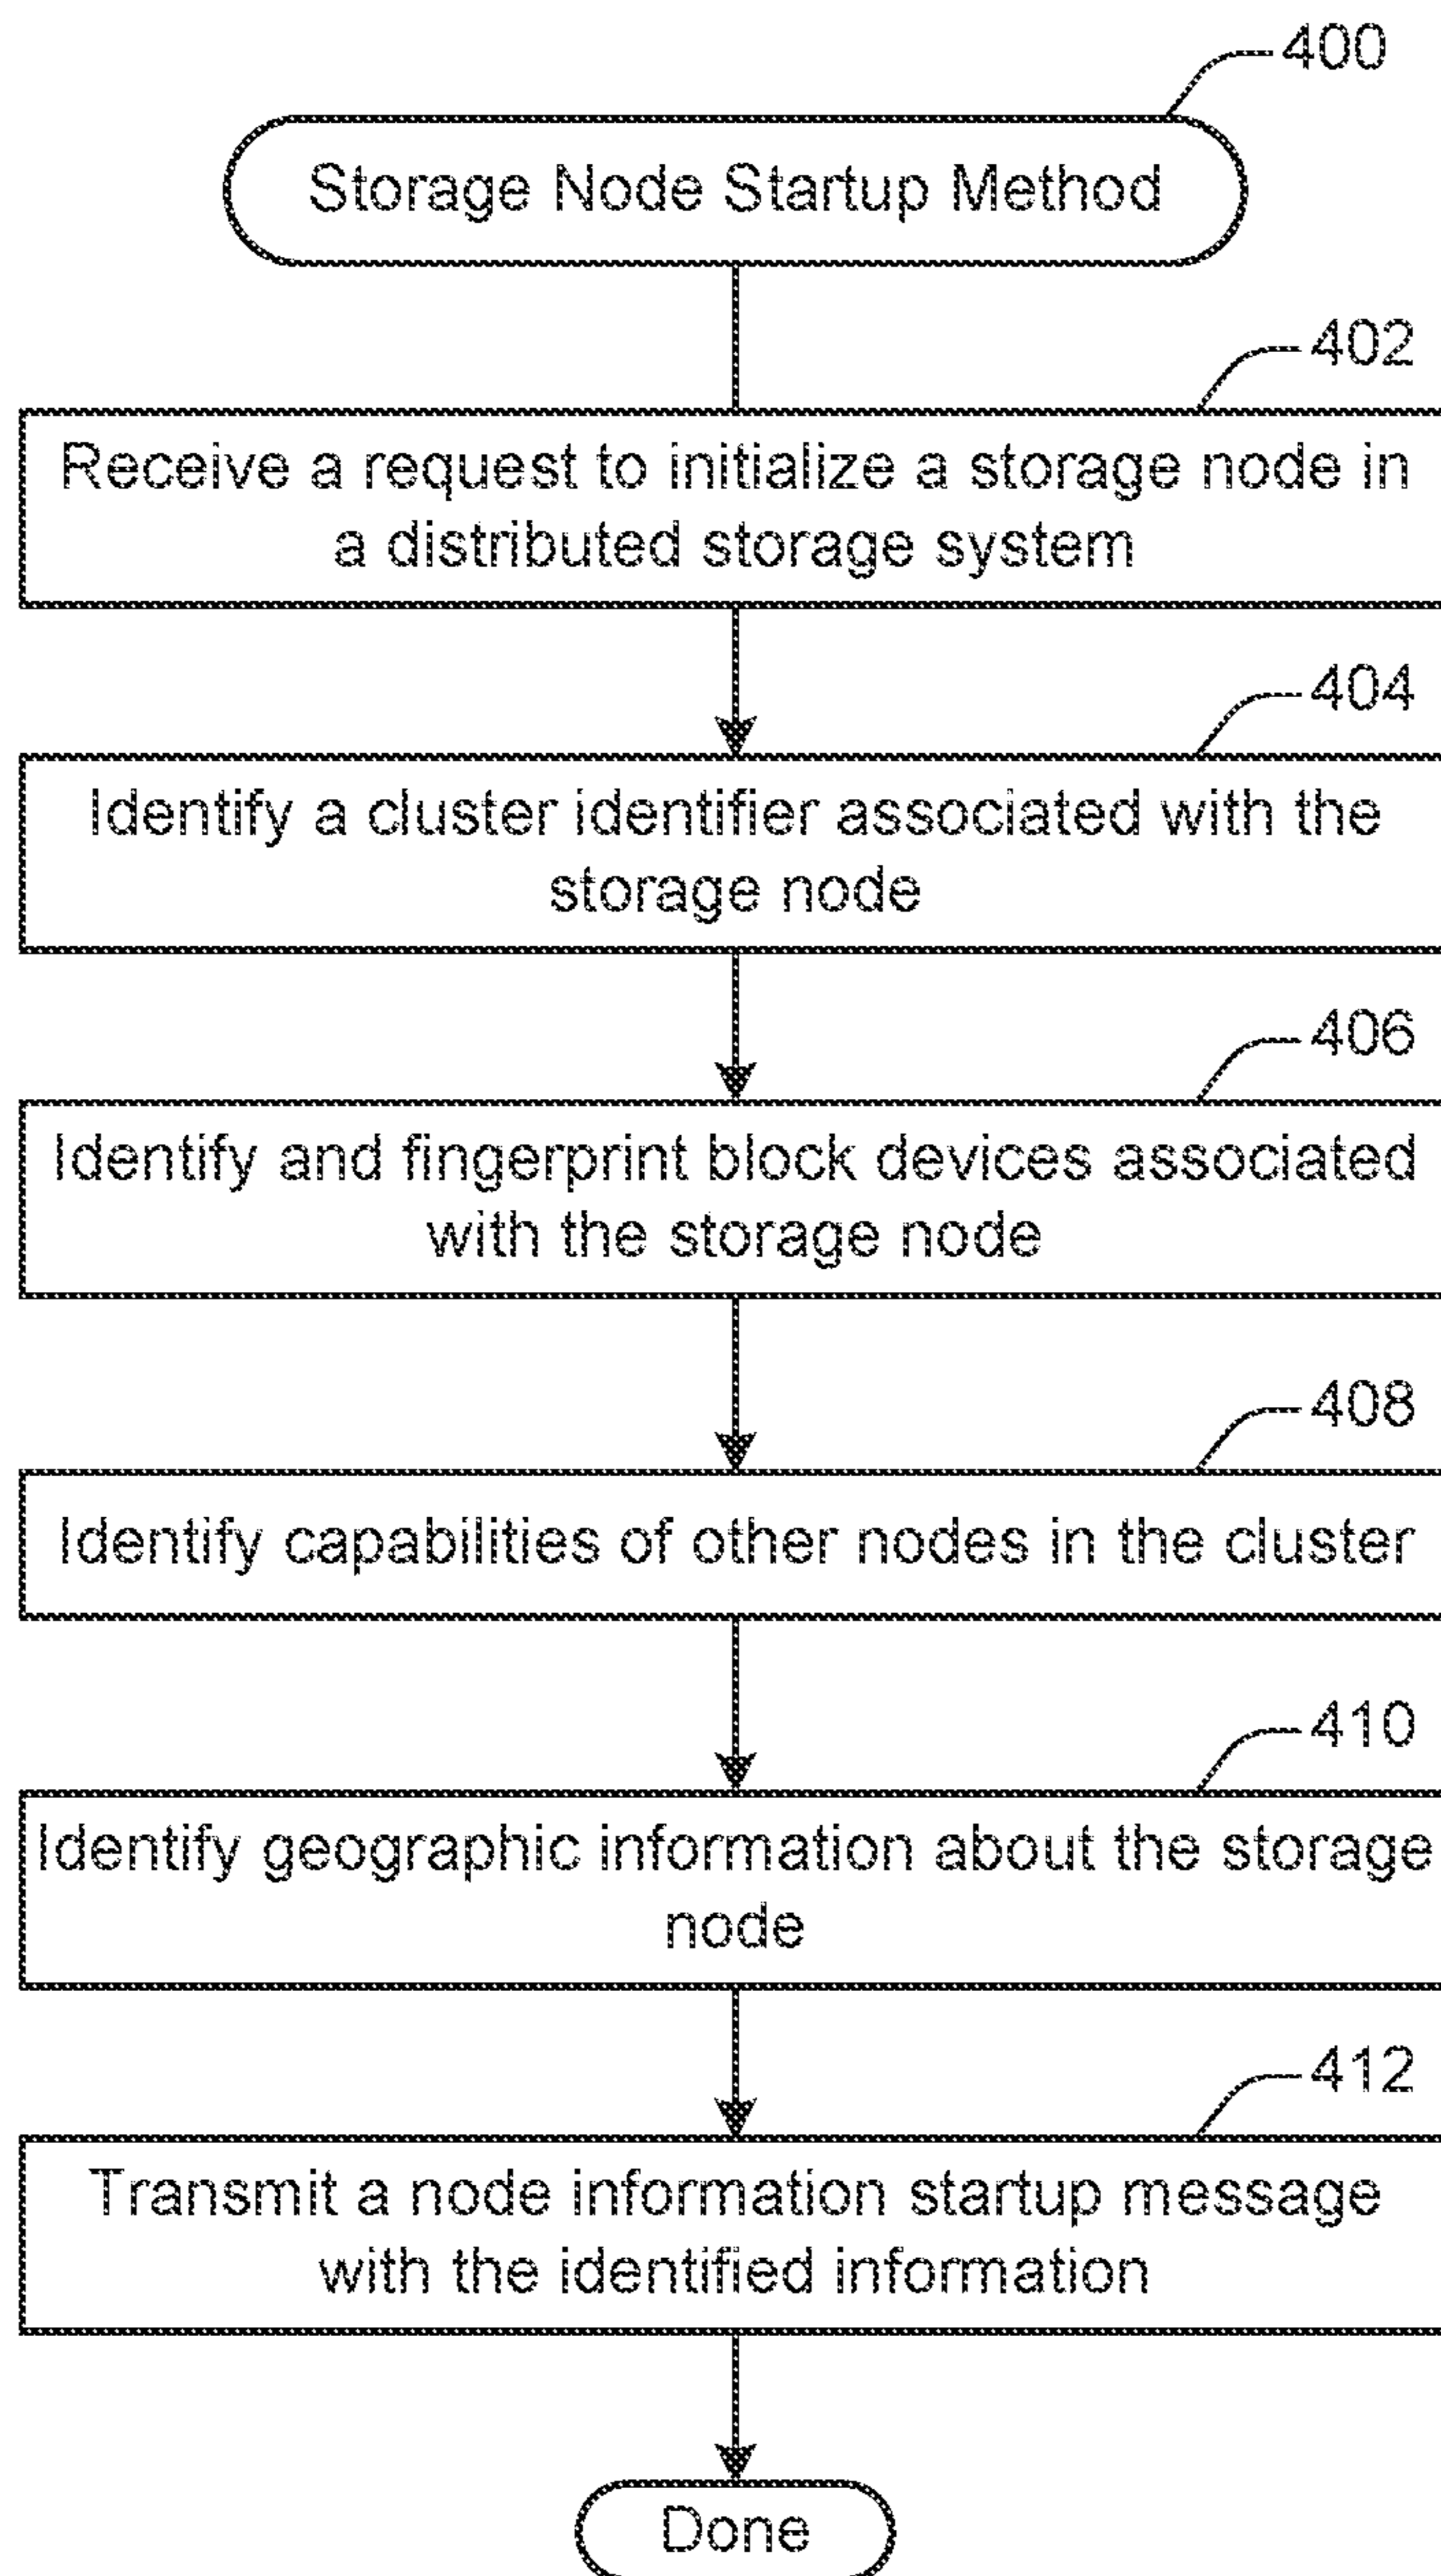 400
Storage Node Startup Method
402
Receive a request to initialize a storage node in
a distributed storage system
404
Identify a cluster identifier associated with the
storage node
406
Identify and fingerprint block devices associated
with the storage node
408
Identify capabilities of other nodes in the cluster
410
Identify geographic information about the storage
node
412
Transmit a node information startup message
with the identified information
Done